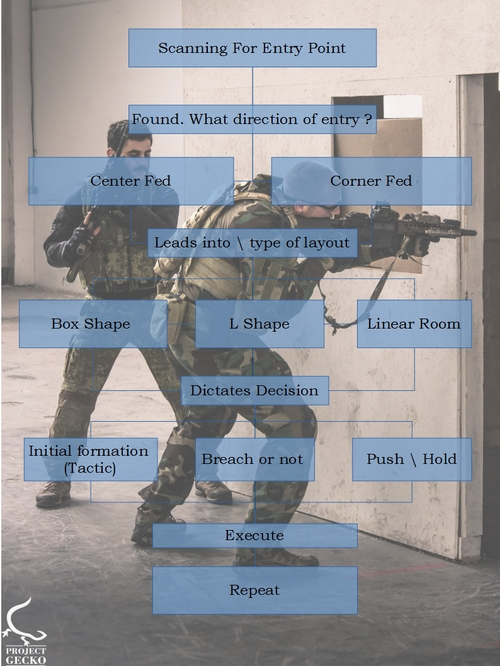 Scanning For Entry Point
Found. What direction of entry ?
Center Fed
Corner Fed
Leads into \ type of layout
Box Shape
L Shape
Linear Room
Dictates Decision
Initial formation
(Tactic)
Breach or not
Push \ Hold
Execute
Repeat
PROJECT
GECKO